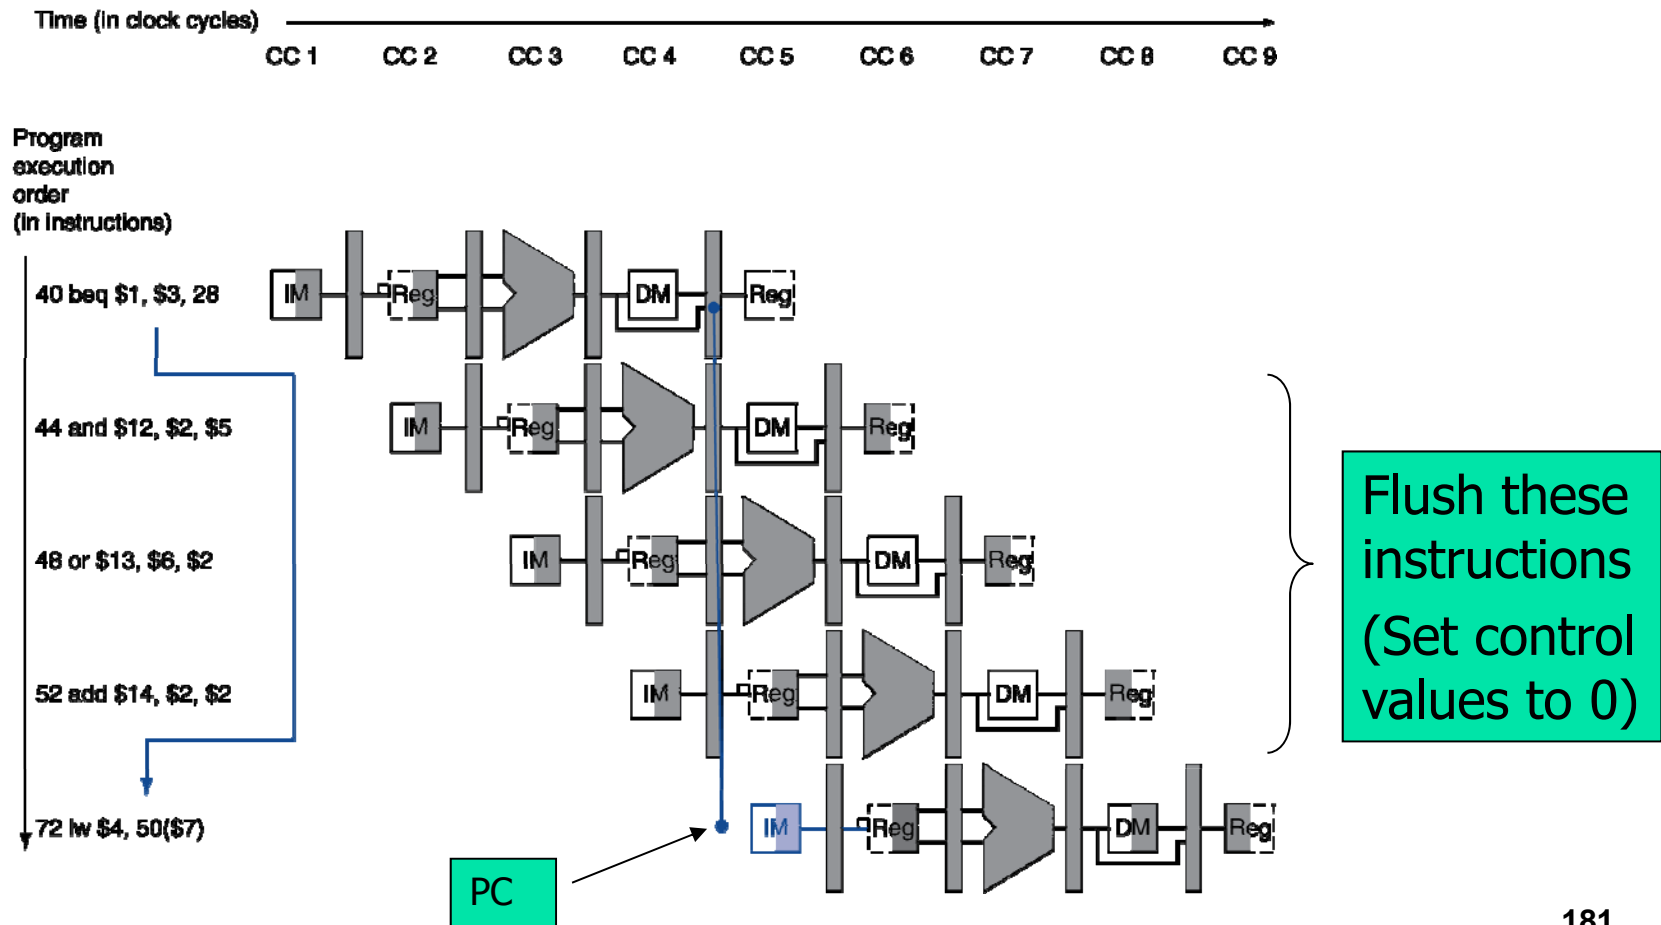 Time (in clock cycles)
CC 1 CC 2 CC 3 CC 4 CC 5 CC 6 CC 7 CC 8 CC 9
Program
execution
order
(in instructions)
40 beq $1, $3, 28
IM Reg DM Reg
44 and $12, $2, $5
IM Reg DM Reg
48 or $13, $6, $2
IM Reg DM Reg
52 add $14, $2, $2
IM Reg DM Reg
72 lw $4, 50($7)
IM Reg DM Reg
Flush these
instructions
(Set control
values to 0)
PC
181